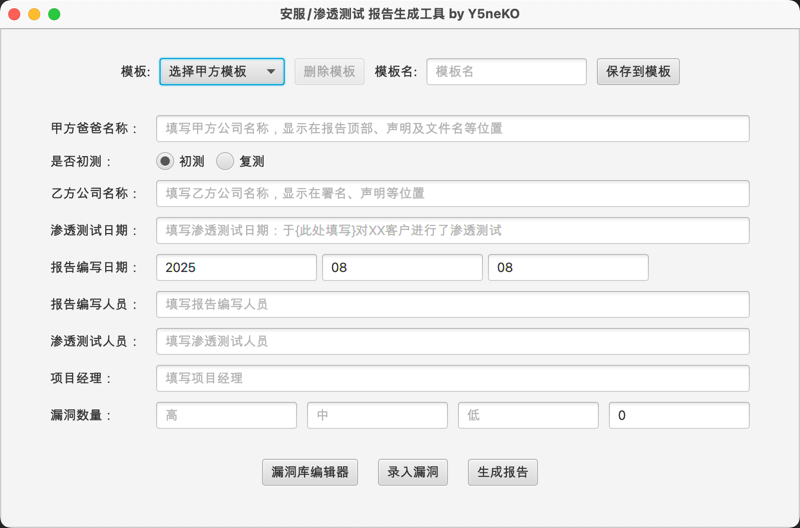 安服/渗透测试 报告生成工具 by Y5neKO
模板: 选择甲方模板 删除模板 模板名: 模板名 保存到模板
甲方爸爸名称： 填写甲方公司名称，显示在报告顶部、声明及文件名等位置
是否初测： 初测 复测
乙方公司名称： 填写乙方公司名称，显示在署名、声明等位置
渗透测试日期： 填写渗透测试日期：于{此处填写}对XX客户进行了渗透测试
报告编写日期： 2025 08 08
报告编写人员： 填写报告编写人员
渗透测试人员： 填写渗透测试人员
项目经理： 填写项目经理
漏洞数量： 高 中 低 0
漏洞库编辑器 录入漏洞 生成报告